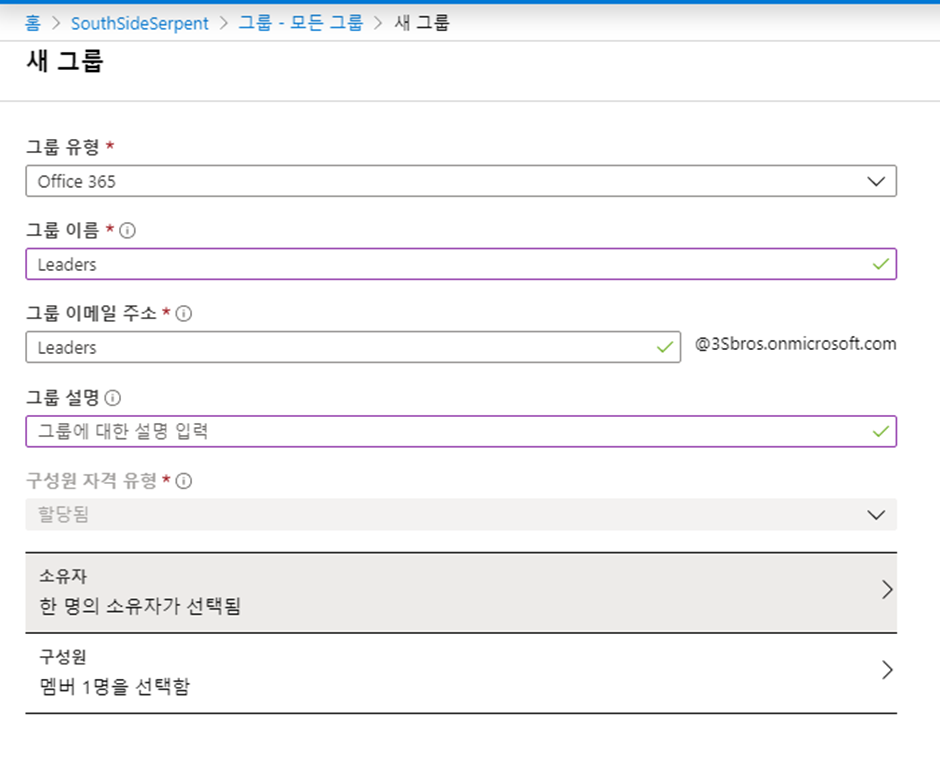 홈 > SouthSideSerpent > 그룹 - 모든 그룹 > 새 그룹
새 그룹
그룹 유형 *
Office 365
그룹 이름 *
Leaders
그룹 이메일 주소 *
Leaders @3Sbros.onmicrosoft.com
그룹 설명
그룹에 대한 설명 입력
구성원 자격 유형 *
할당됨
소유자
한 명의 소유자가 선택됨
구성원
멤버 1명을 선택함